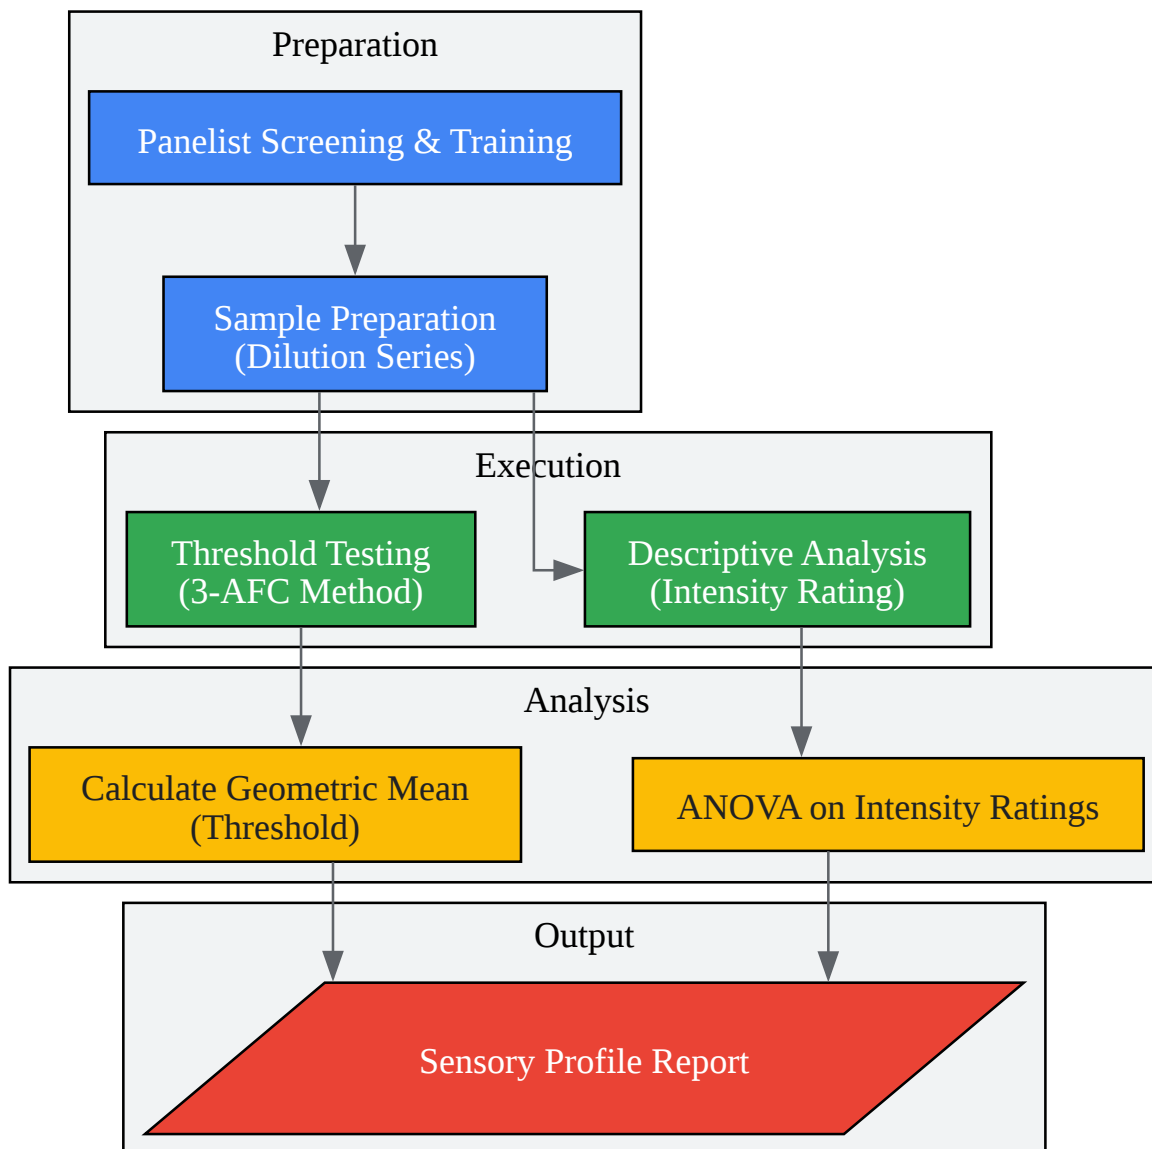 Preparation
Panelist Screening & Training
Sample Preparation
(Dilution Series)
Execution
Threshold Testing
(3-AFC Method)
Descriptive Analysis
(Intensity Rating)
Analysis
Calculate Geometric Mean
(Threshold)
ANOVA on Intensity Ratings
Output
Sensory Profile Report